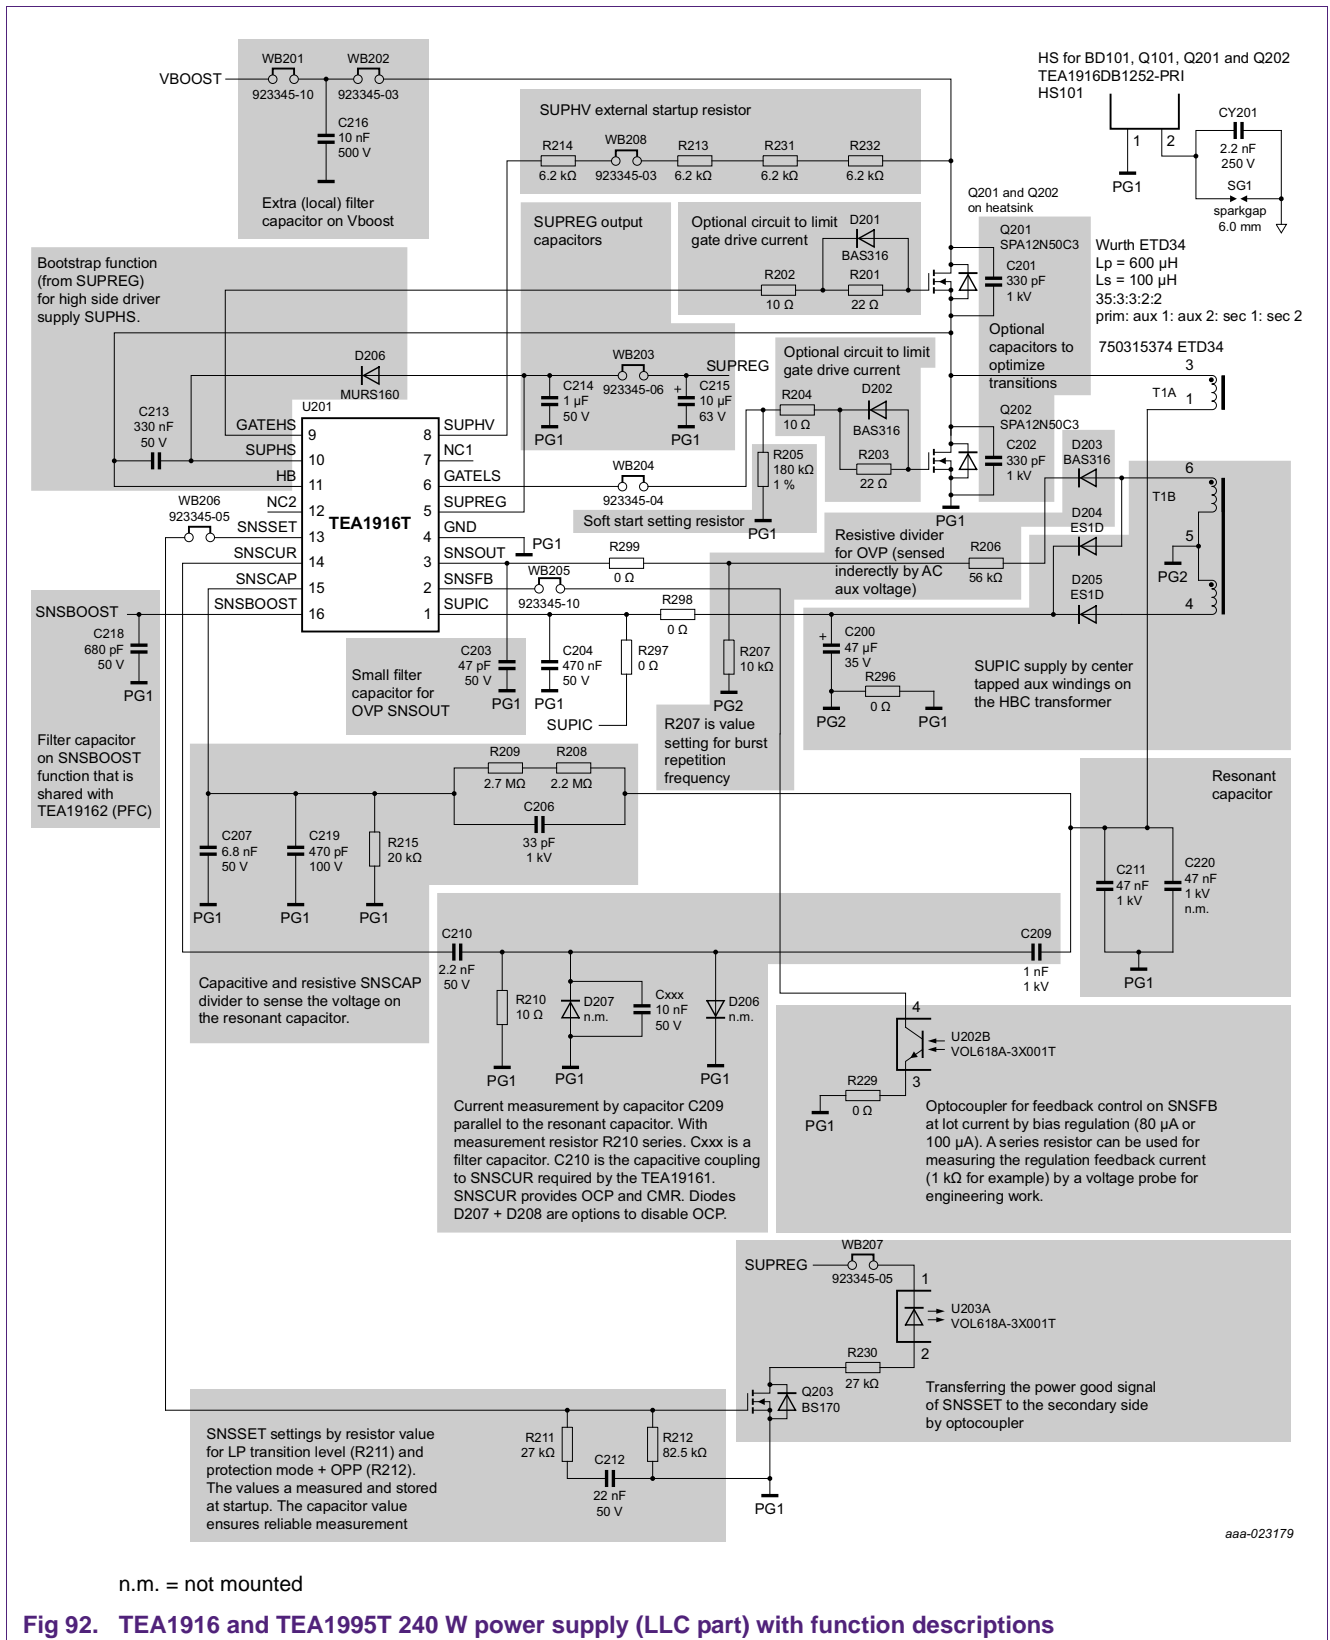 WB201
WB202
VBOOST
923345-10
923345-03
C216
10 nF
500 V
Extra (local) filter
capacitor on Vboost
SUPHV external startup resistor
R214
6.2 kΩ
WB208
923345-03
R213
6.2 kΩ
R231
6.2 kΩ
R232
6.2 kΩ
HS for BD101, Q101, Q201 and Q202
TEA1916DB1252-PRI
HS101
1
2
PG1
CY201
2.2 nF
250 V
SG1
sparkgap
6.0 mm
Q201 and Q202
on heatsink
SUPREG output
capacitors
Optional circuit to limit
gate drive current
D201
BAS316
R202
10 Ω
R201
22 Ω
Q201
SPA12N50C3
C201
330 pF
1 kV
Wurth ETD34
Lp = 600 µH
Ls = 100 µH
35:3:3:2:2
prim: aux 1: aux 2: sec 1: sec 2
750315374 ETD34
Bootstrap function
(from SUPREG)
for high side driver
supply SUPHS.
D206
MURS160
C213
330 nF
50 V
WB203
923345-06
SUPREG
C214
1 µF
50 V
PG1
+
C215
10 µF
63 V
PG1
Optional circuit to limit
gate drive current
R204
10 Ω
D202
BAS316
R203
22 Ω
Optional
capacitors to
optimize
transitions
Q202
SPA12N50C3
C202
330 pF
1 kV
PG1
3
T1A
1
U201
TEA1916T
GATEHS
9
SUPHS
10
HB
11
NC2
12
SNSSET
13
SNSCUR
14
SNSCAP
15
SNSBOOST
16
8
SUPHV
7
NC1
6
GATELS
5
SUPREG
4
GND
3
SNSOUT
2
SNSFB
1
SUPIC
PG1
WB206
923345-05
WB204
923345-04
R205
180 kΩ
1 %
Soft start setting resistor
PG1
D203
BAS316
D204
ES1D
D205
ES1D
6
T1B
5
PG2
4
Resistive divider
for OVP (sensed
inderectly by AC
aux voltage)
R206
56 kΩ
R299
0 Ω
WB205
923345-10
R298
0 Ω
SNSBOOST
C218
680 pF
50 V
PG1
Filter capacitor
on SNSBOOST
function that is
shared with
TEA19162 (PFC)
Small filter
capacitor for
OVP SNSOUT
C203
47 pF
50 V
PG1
C204
470 nF
50 V
PG1
R297
0 Ω
SUPIC
R207
10 kΩ
PG2
R207 is value
setting for burst
repetition
frequency
+
C200
47 µF
35 V
R296
0 Ω
PG2
PG1
SUPIC supply by center
tapped aux windings on
the HBC transformer
R209
2.7 MΩ
R208
2.2 MΩ
C206
33 pF
1 kV
C207
6.8 nF
50 V
PG1
C219
470 pF
100 V
PG1
R215
20 kΩ
PG1
Capacitive and resistive SNSCAP
divider to sense the voltage on
the resonant capacitor.
Resonant
capacitor
C211
47 nF
1 kV
C220
47 nF
1 kV
n.m.
PG1
C210
2.2 nF
50 V
R210
10 Ω
PG1
D207
n.m.
PG1
Cxxx
10 nF
50 V
D206
n.m.
PG1
C209
1 nF
1 kV
Current measurement by capacitor C209
parallel to the resonant capacitor. With
measurement resistor R210 series. Cxxx is a
filter capacitor. C210 is the capacitive coupling
to SNSCUR required by the TEA19161.
SNSCUR provides OCP and CMR. Diodes
D207 + D208 are options to disable OCP.
4
U202B
VOL618A-3X001T
3
R229
0 Ω
PG1
Optocoupler for feedback control on SNSFB
at lot current by bias regulation (80 µA or
100 µA). A series resistor can be used for
measuring the regulation feedback current
(1 kΩ for example) by a voltage probe for
engineering work.
SUPREG
WB207
923345-05
1
U203A
VOL618A-3X001T
2
R230
27 kΩ
Q203
BS170
Transferring the power good signal
of SNSSET to the secondary side
by optocoupler
SNSSET settings by resistor value
for LP transition level (R211) and
protection mode + OPP (R212).
The values a measured and stored
at startup. The capacitor value
ensures reliable measurement
R211
27 kΩ
C212
22 nF
50 V
R212
82.5 kΩ
PG1
aaa-023179
n.m. = not mounted
Fig 92. TEA1916 and TEA1995T 240 W power supply (LLC part) with function descriptions